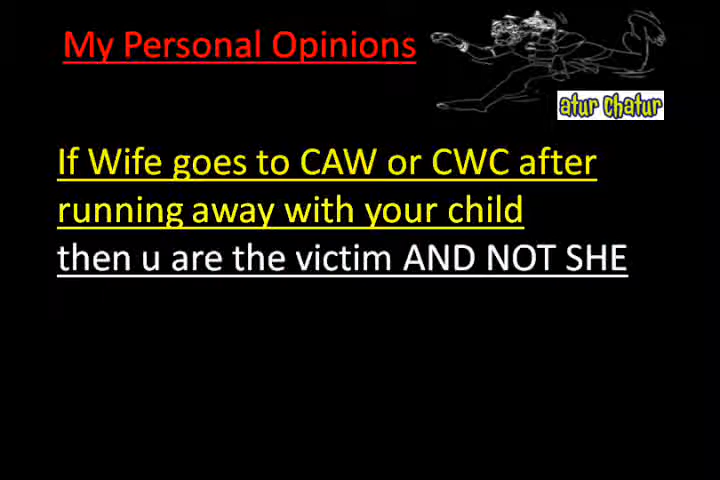 My Personal Opinions
atur chatur
If Wife goes to CAW or CWC after
running away with your child
then u are the victim AND NOT SHE